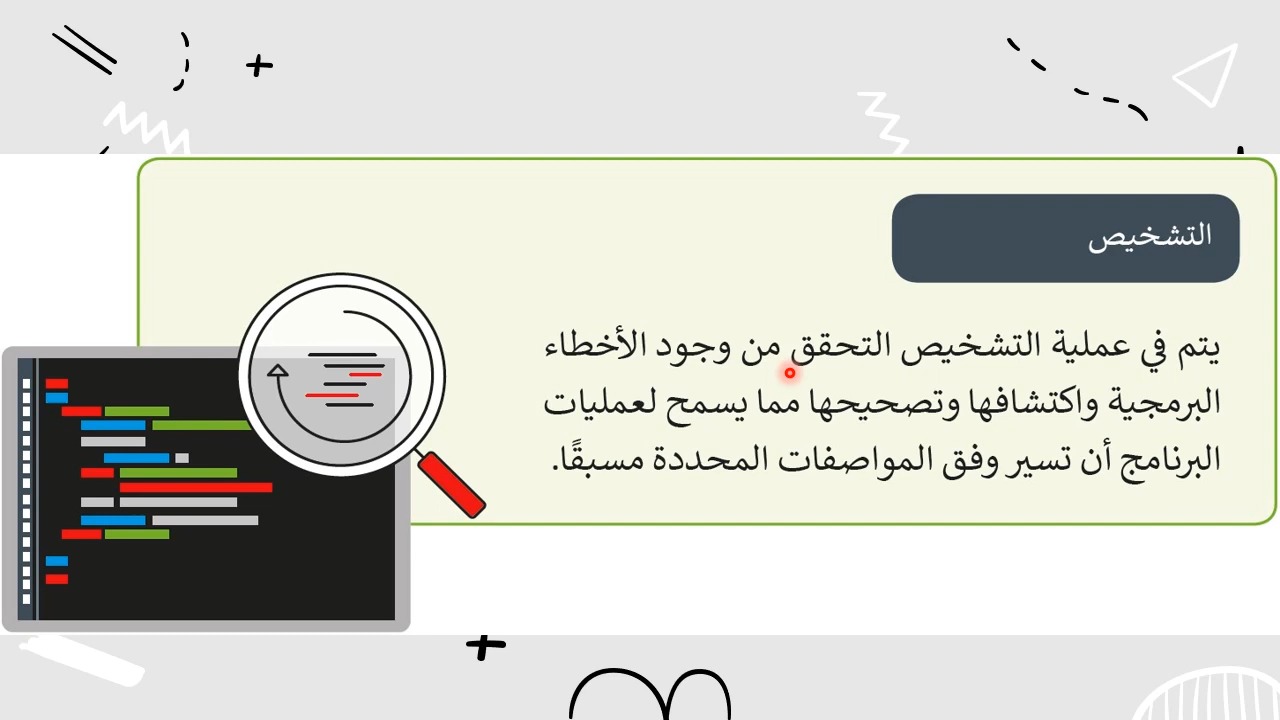 التشخيص
يتم في عملية التشخيص التحقق من وجود الأخطاء
البرمجية واكتشافها وتصحيحها مما يسمح لعمليات
البرنامج أن تسير وفق المواصفات المحددة مسبقًا.